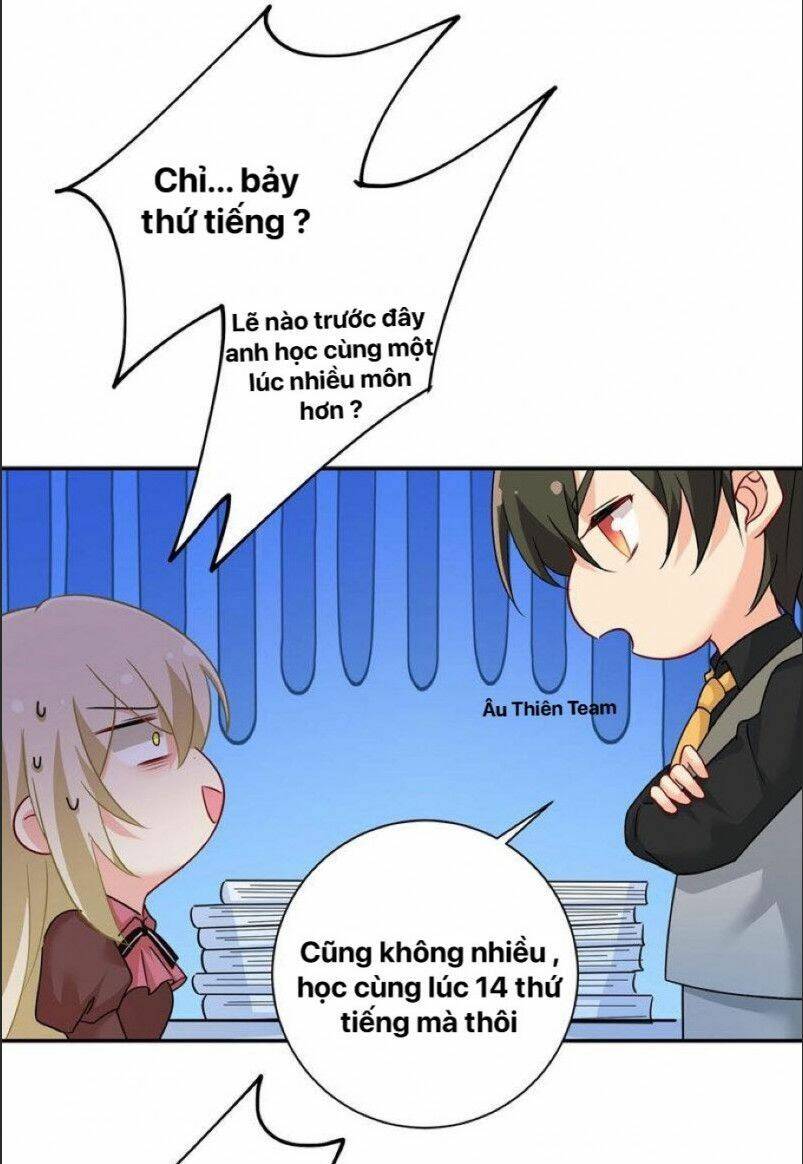 Chỉ... bảy
thứ tiếng ?
Lẽ nào trước đây
anh học cùng một
lúc nhiều môn
hơn ?
Âu Thiên Team
Cũng không nhiều ,
học cùng lúc 14 thứ
tiếng mà thôi